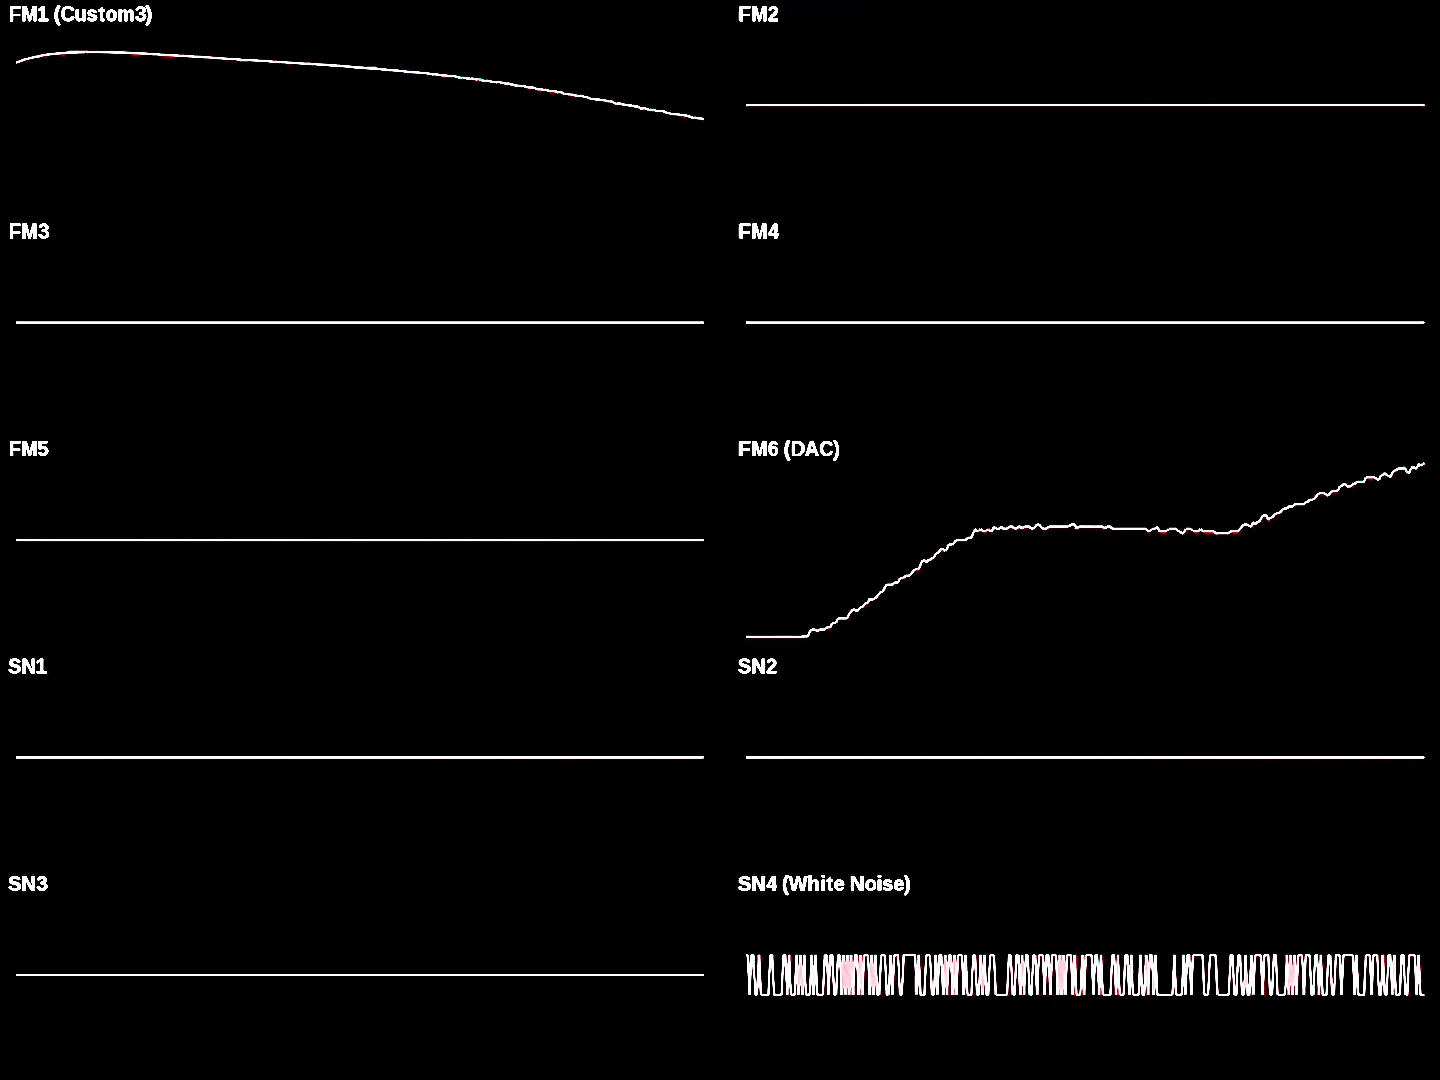 FM1 (Custom3)
FM2
FM3
FM4
FM5
FM6 (DAC)
SN1
SN2
SN3
SN4 (White Noise)